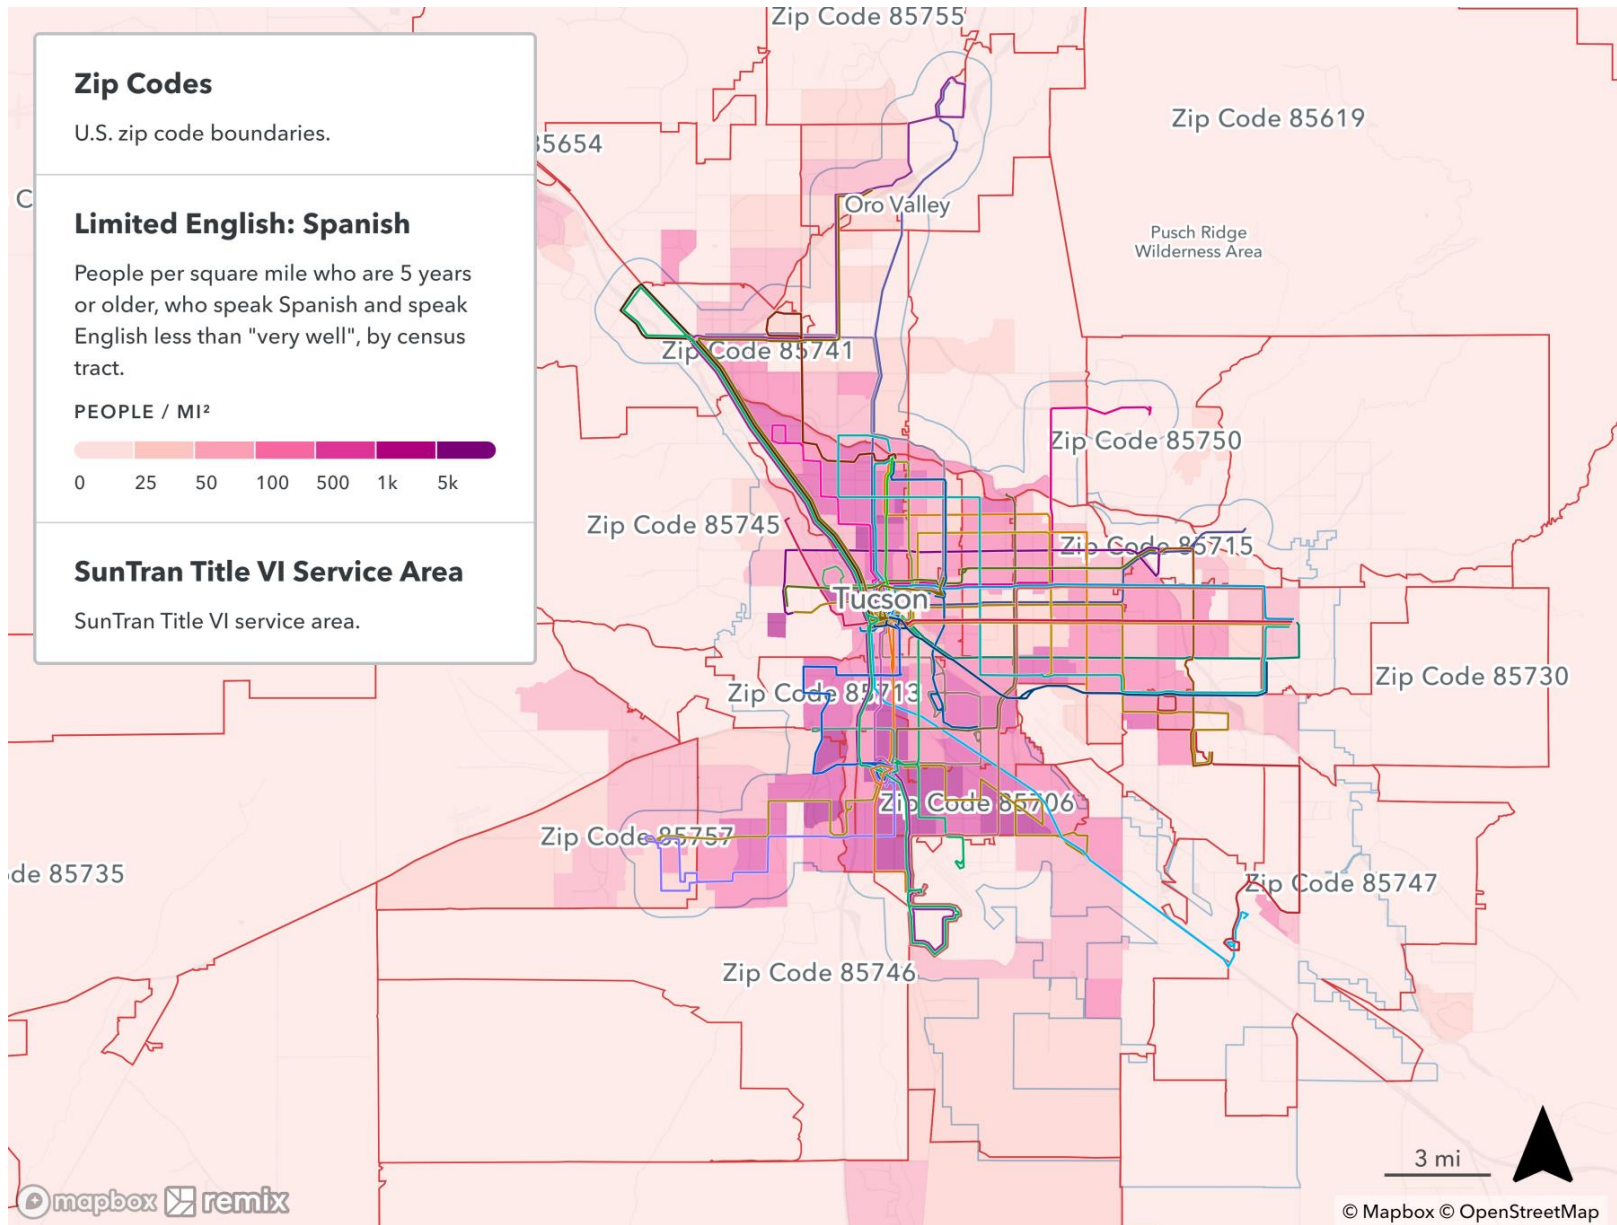 Zip Code 85755
Zip Codes
U.S. zip code boundaries.
Limited English: Spanish
People per square mile who are 5 years
or older, who speak Spanish and speak
English less than "very well", by census
tract.
PEOPLE / MI²
0 25 50 100 500 1k 5k
SunTran Title VI Service Area
SunTran Title VI service area.
Zip Code 85619
85654
C
Oro Valley
Pusch Ridge
Wilderness Area
Zip Code 85741
Zip Code 85750
Zip Code 85745
Zip Code 85715
Tucson
Zip Code 85713
Zip Code 85730
Zip Code 85706
Zip Code 85757
de 85735
Zip Code 85747
Zip Code 85746
3 mi
mapbox remix
© Mapbox © OpenStreetMap